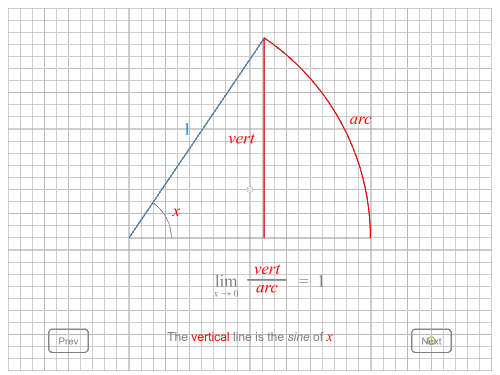 1
vert
arc
x
lim x → 0 vert/arc = 1
Prev
The vertical line is the sine of x
Next